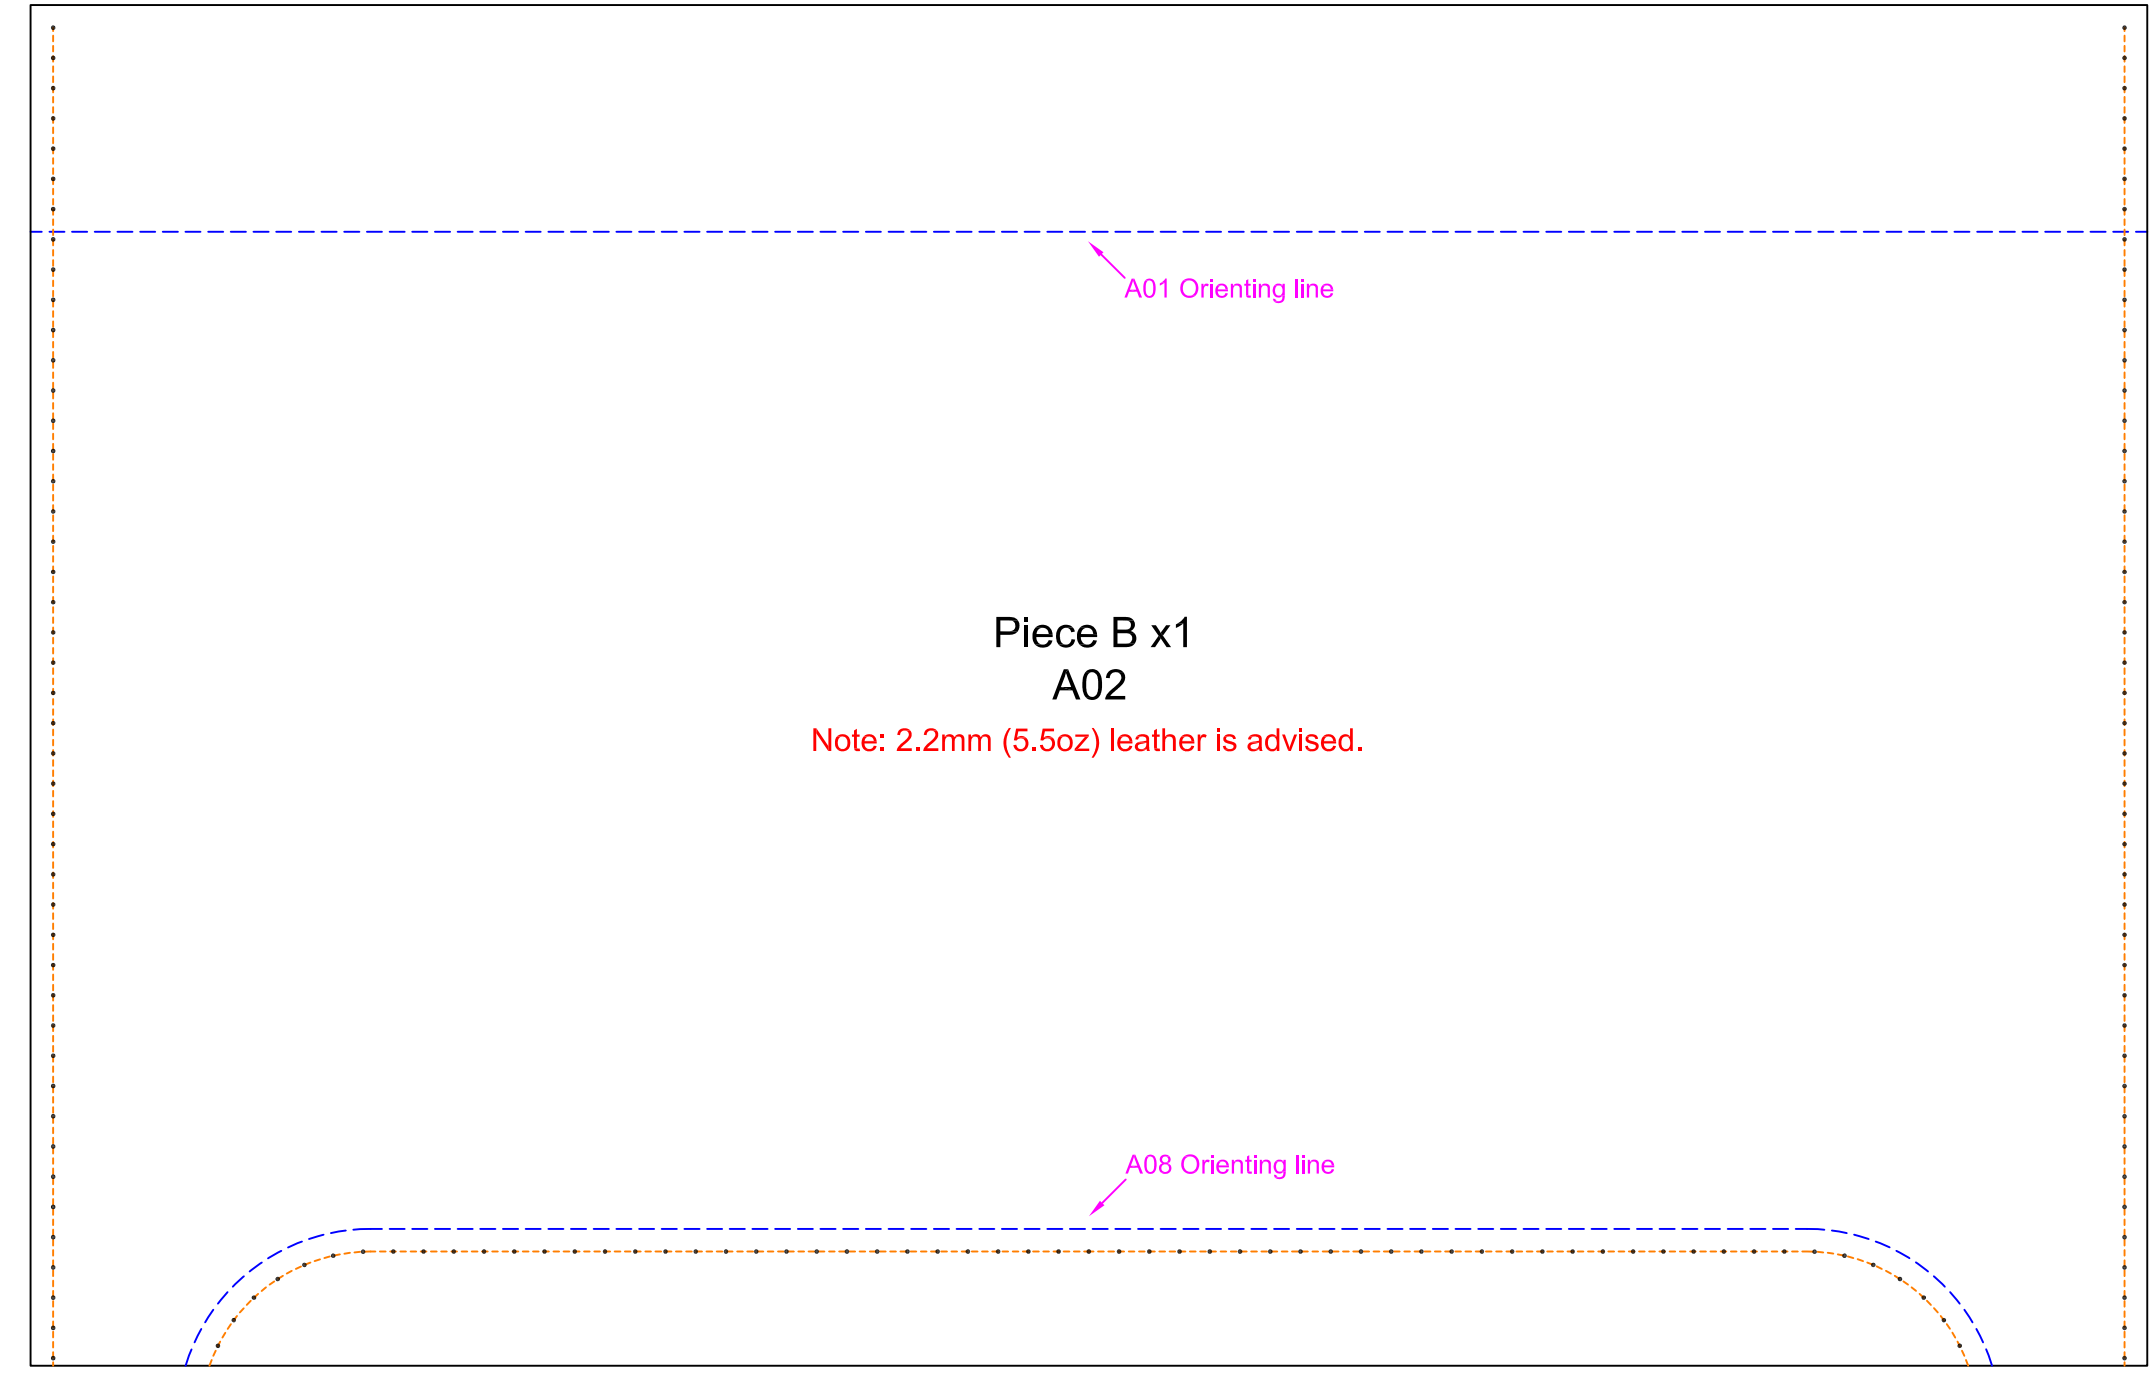 A01 Orienting line
Piece B x1
A02
Note: 2.2mm (5.5oz) leather is advised.
A08 Orienting line